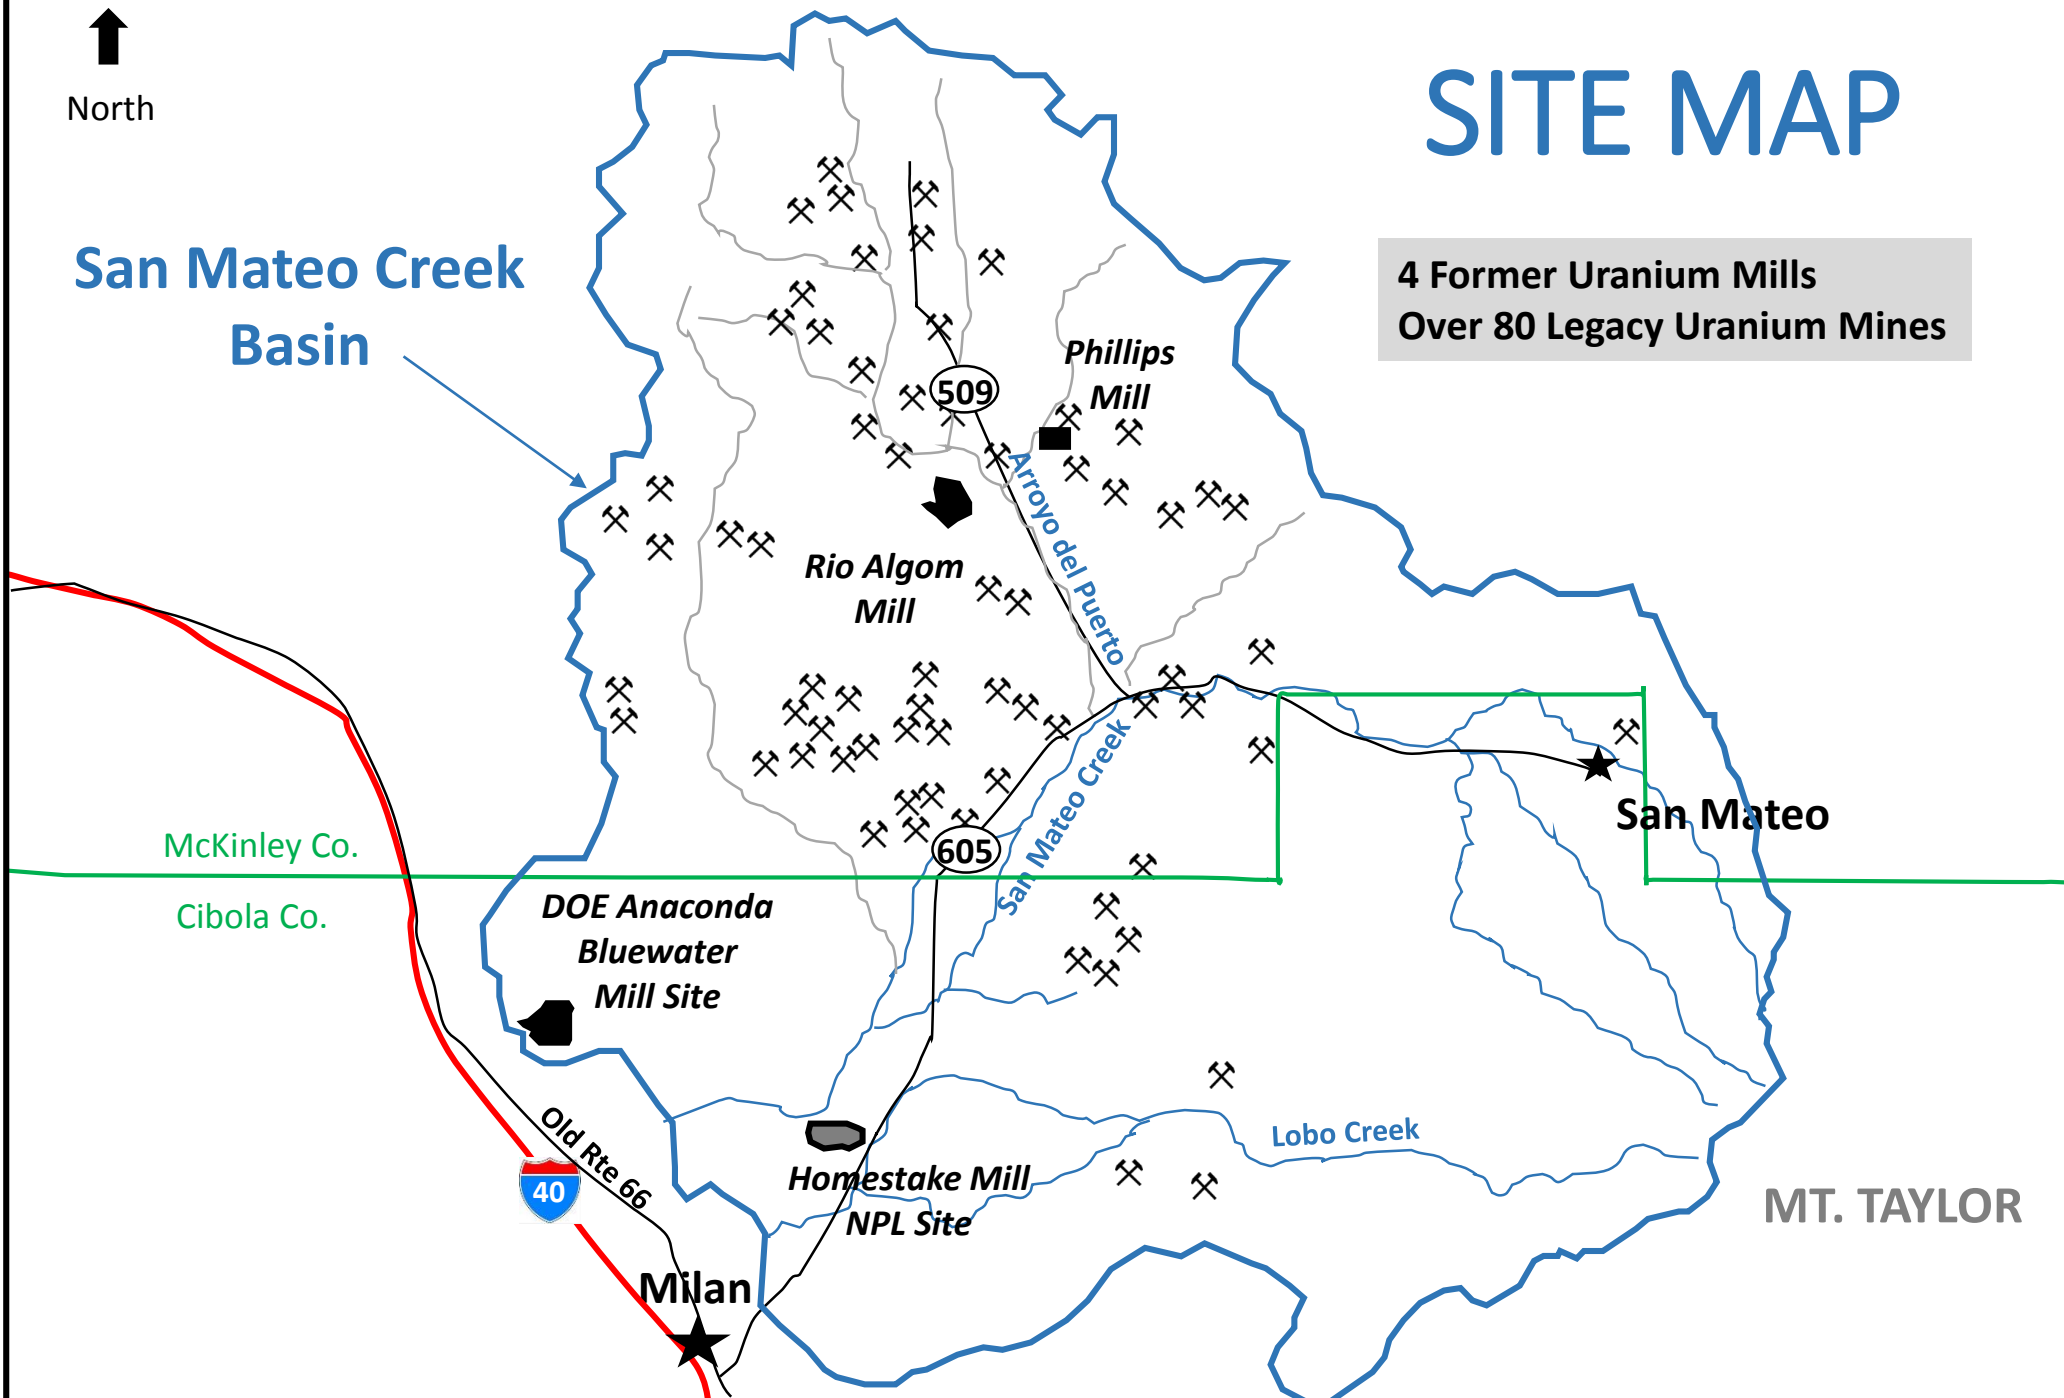 North
SITE MAP
San Mateo Creek
Basin
4 Former Uranium Mills
Over 80 Legacy Uranium Mines
Phillips
Mill
509
Arroyo del Puerto
Rio Algom
Mill
San Mateo Creek
San Mateo
605
McKinley Co.
Cibola Co.
DOE Anaconda
Bluewater
Mill Site
Old Rte 66
40
Lobo Creek
Homestake Mill
NPL Site
MT. TAYLOR
Milan